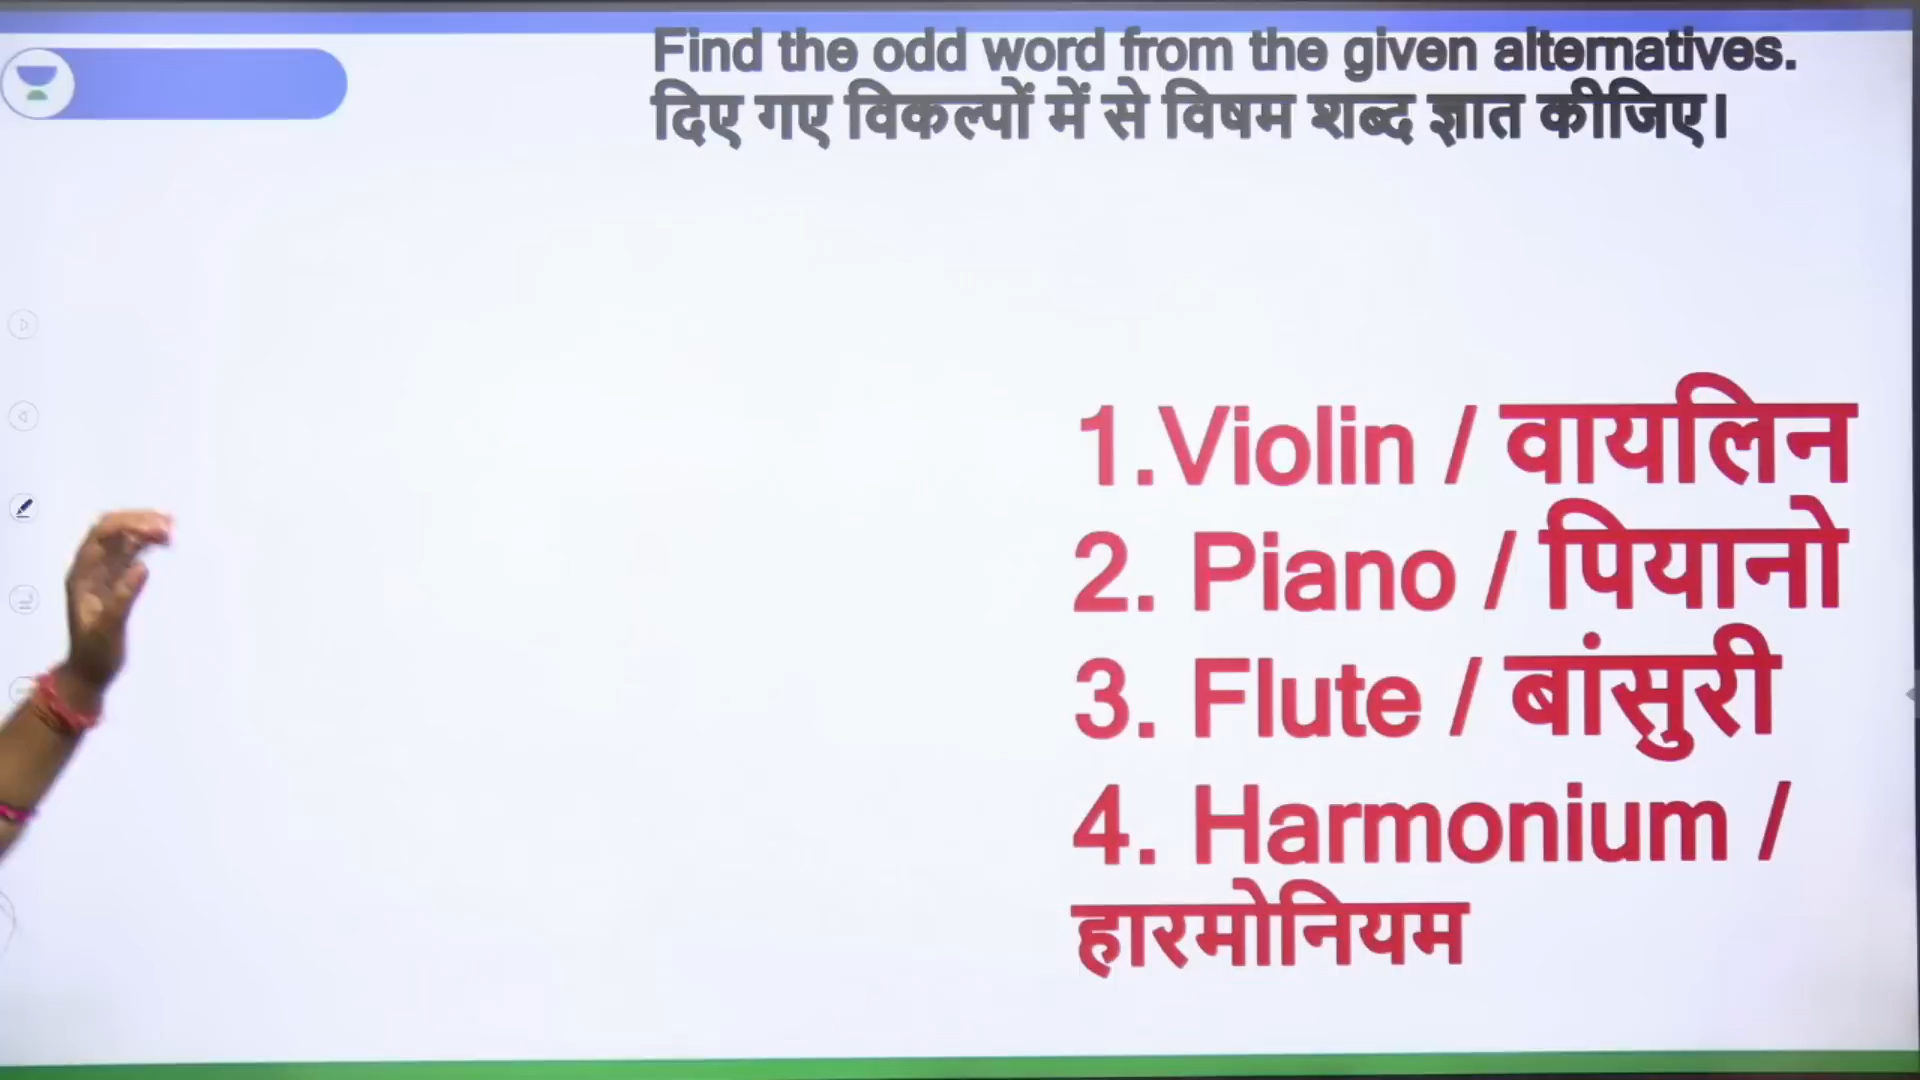 Find the odd word from the given alternatives.
दिए गए विकल्पों में से विषम शब्द ज्ञात कीजिए।
1.Violin / वायलिन
2. Piano / पियानो
3. Flute / बांसुरी
4. Harmonium /
हारमोनियम